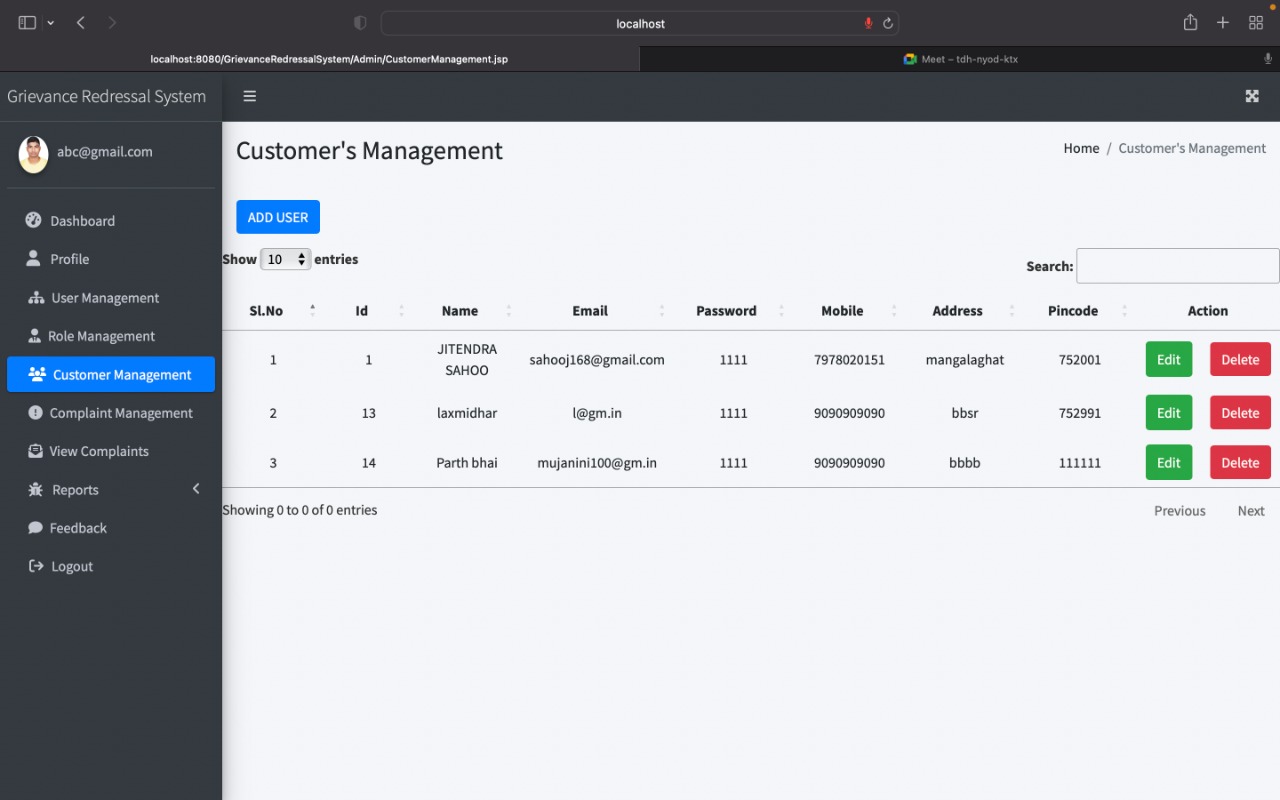 localhost
localhost:8080/GrievanceRedressalSystem/Admin/CustomerManagement.jsp
Meet – tdh-nyod-ktx
Grievance Redressal System
abc@gmail.com
Dashboard
Profile
User Management
Role Management
Customer Management
Complaint Management
View Complaints
Reports
Feedback
Logout
Customer's Management
Home / Customer's Management
ADD USER
Show 10 entries
Search:
Sl.No Id Name Email Password Mobile Address Pincode Action
1 1 JITENDRA SAHOO sahooj168@gmail.com 1111 7978020151 mangalaghat 752001 Edit Delete
2 13 laxmidhar l@gm.in 1111 9090909090 bbsr 752991 Edit Delete
3 14 Parth bhai mujanini100@gm.in 1111 9090909090 bbbb 111111 Edit Delete
Showing 0 to 0 of 0 entries
Previous Next